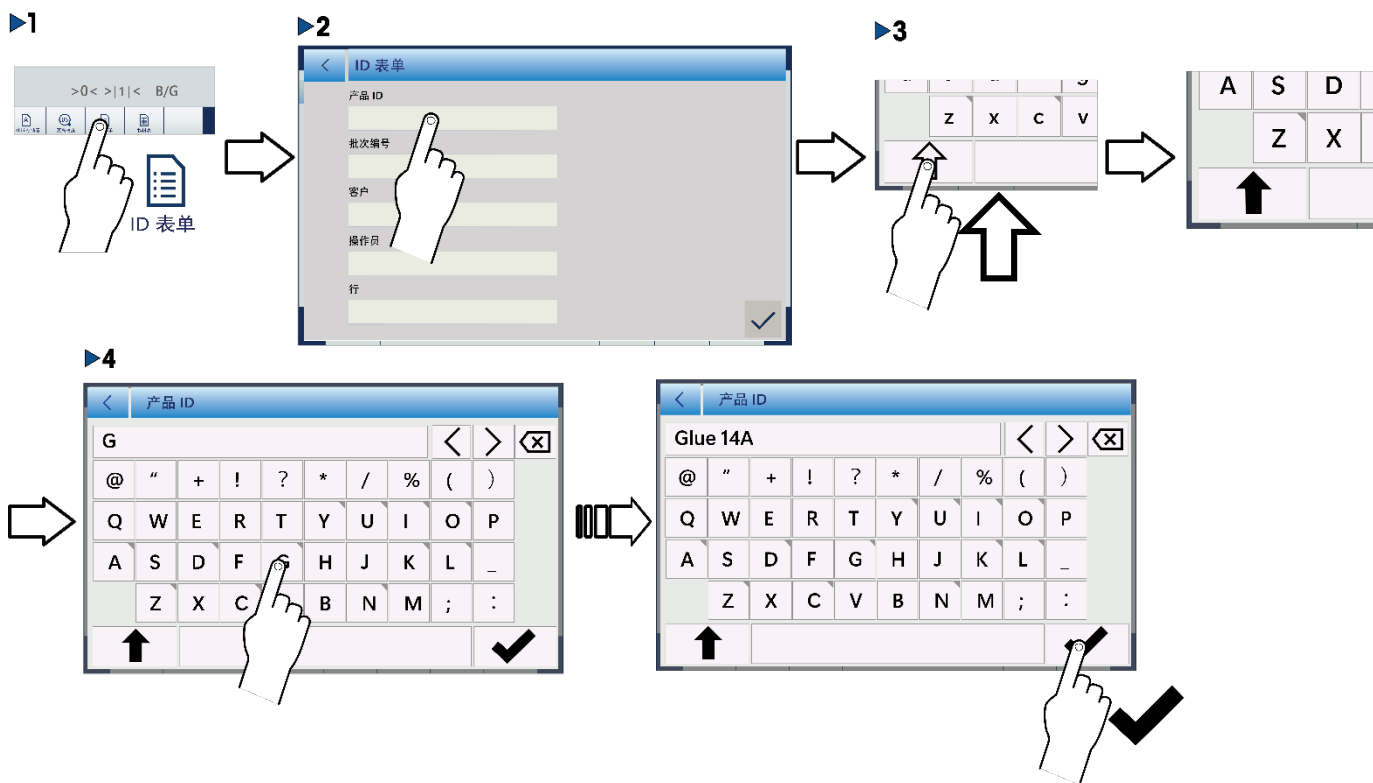 ▶1
>0< >|1|< B/G
ID 表单
▶2
< ID 表单
产品 ID
批次编号
客户
操作员
行
▶3
Z X C V
A S D
Z X
▶4
< 产品 ID
G < >
@ " + ! ? * / % ( )
Q W E R T Y U I O P
A S D F G H J K L _
Z X C B N M ; :
< 产品 ID
Glue 14A < >
@ " + ! ? * / % ( )
Q W E R T Y U I O P
A S D F G H J K L _
Z X C V B N M ; :